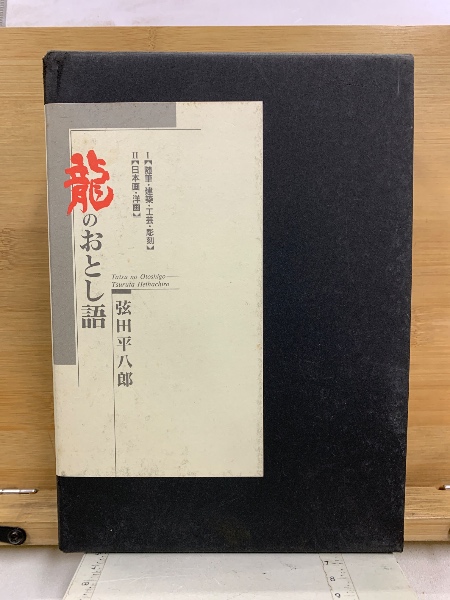 I【隨筆・建築・工芸・彫刻】
II【日本画・洋画】
龍のおとし語
Tatsu no Otoshigo
Tsuruta Heihachiro
弦田平八郎